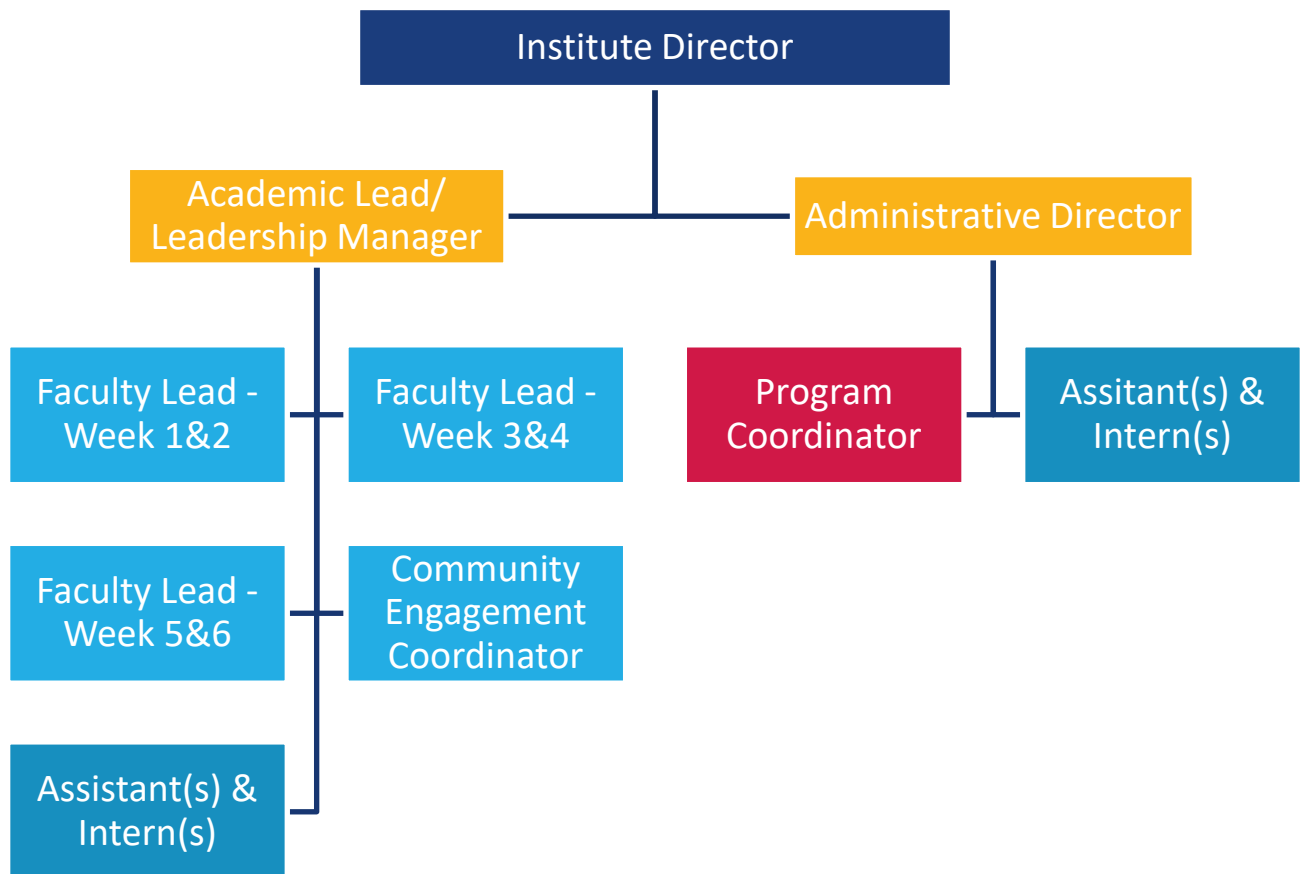 Institute Director
Academic Lead/
Leadership Manager
Administrative Director
Faculty Lead -
Week 1&2
Faculty Lead -
Week 3&4
Program
Coordinator
Assitant(s) &
Intern(s)
Faculty Lead -
Week 5&6
Community
Engagement
Coordinator
Assistant(s) &
Intern(s)